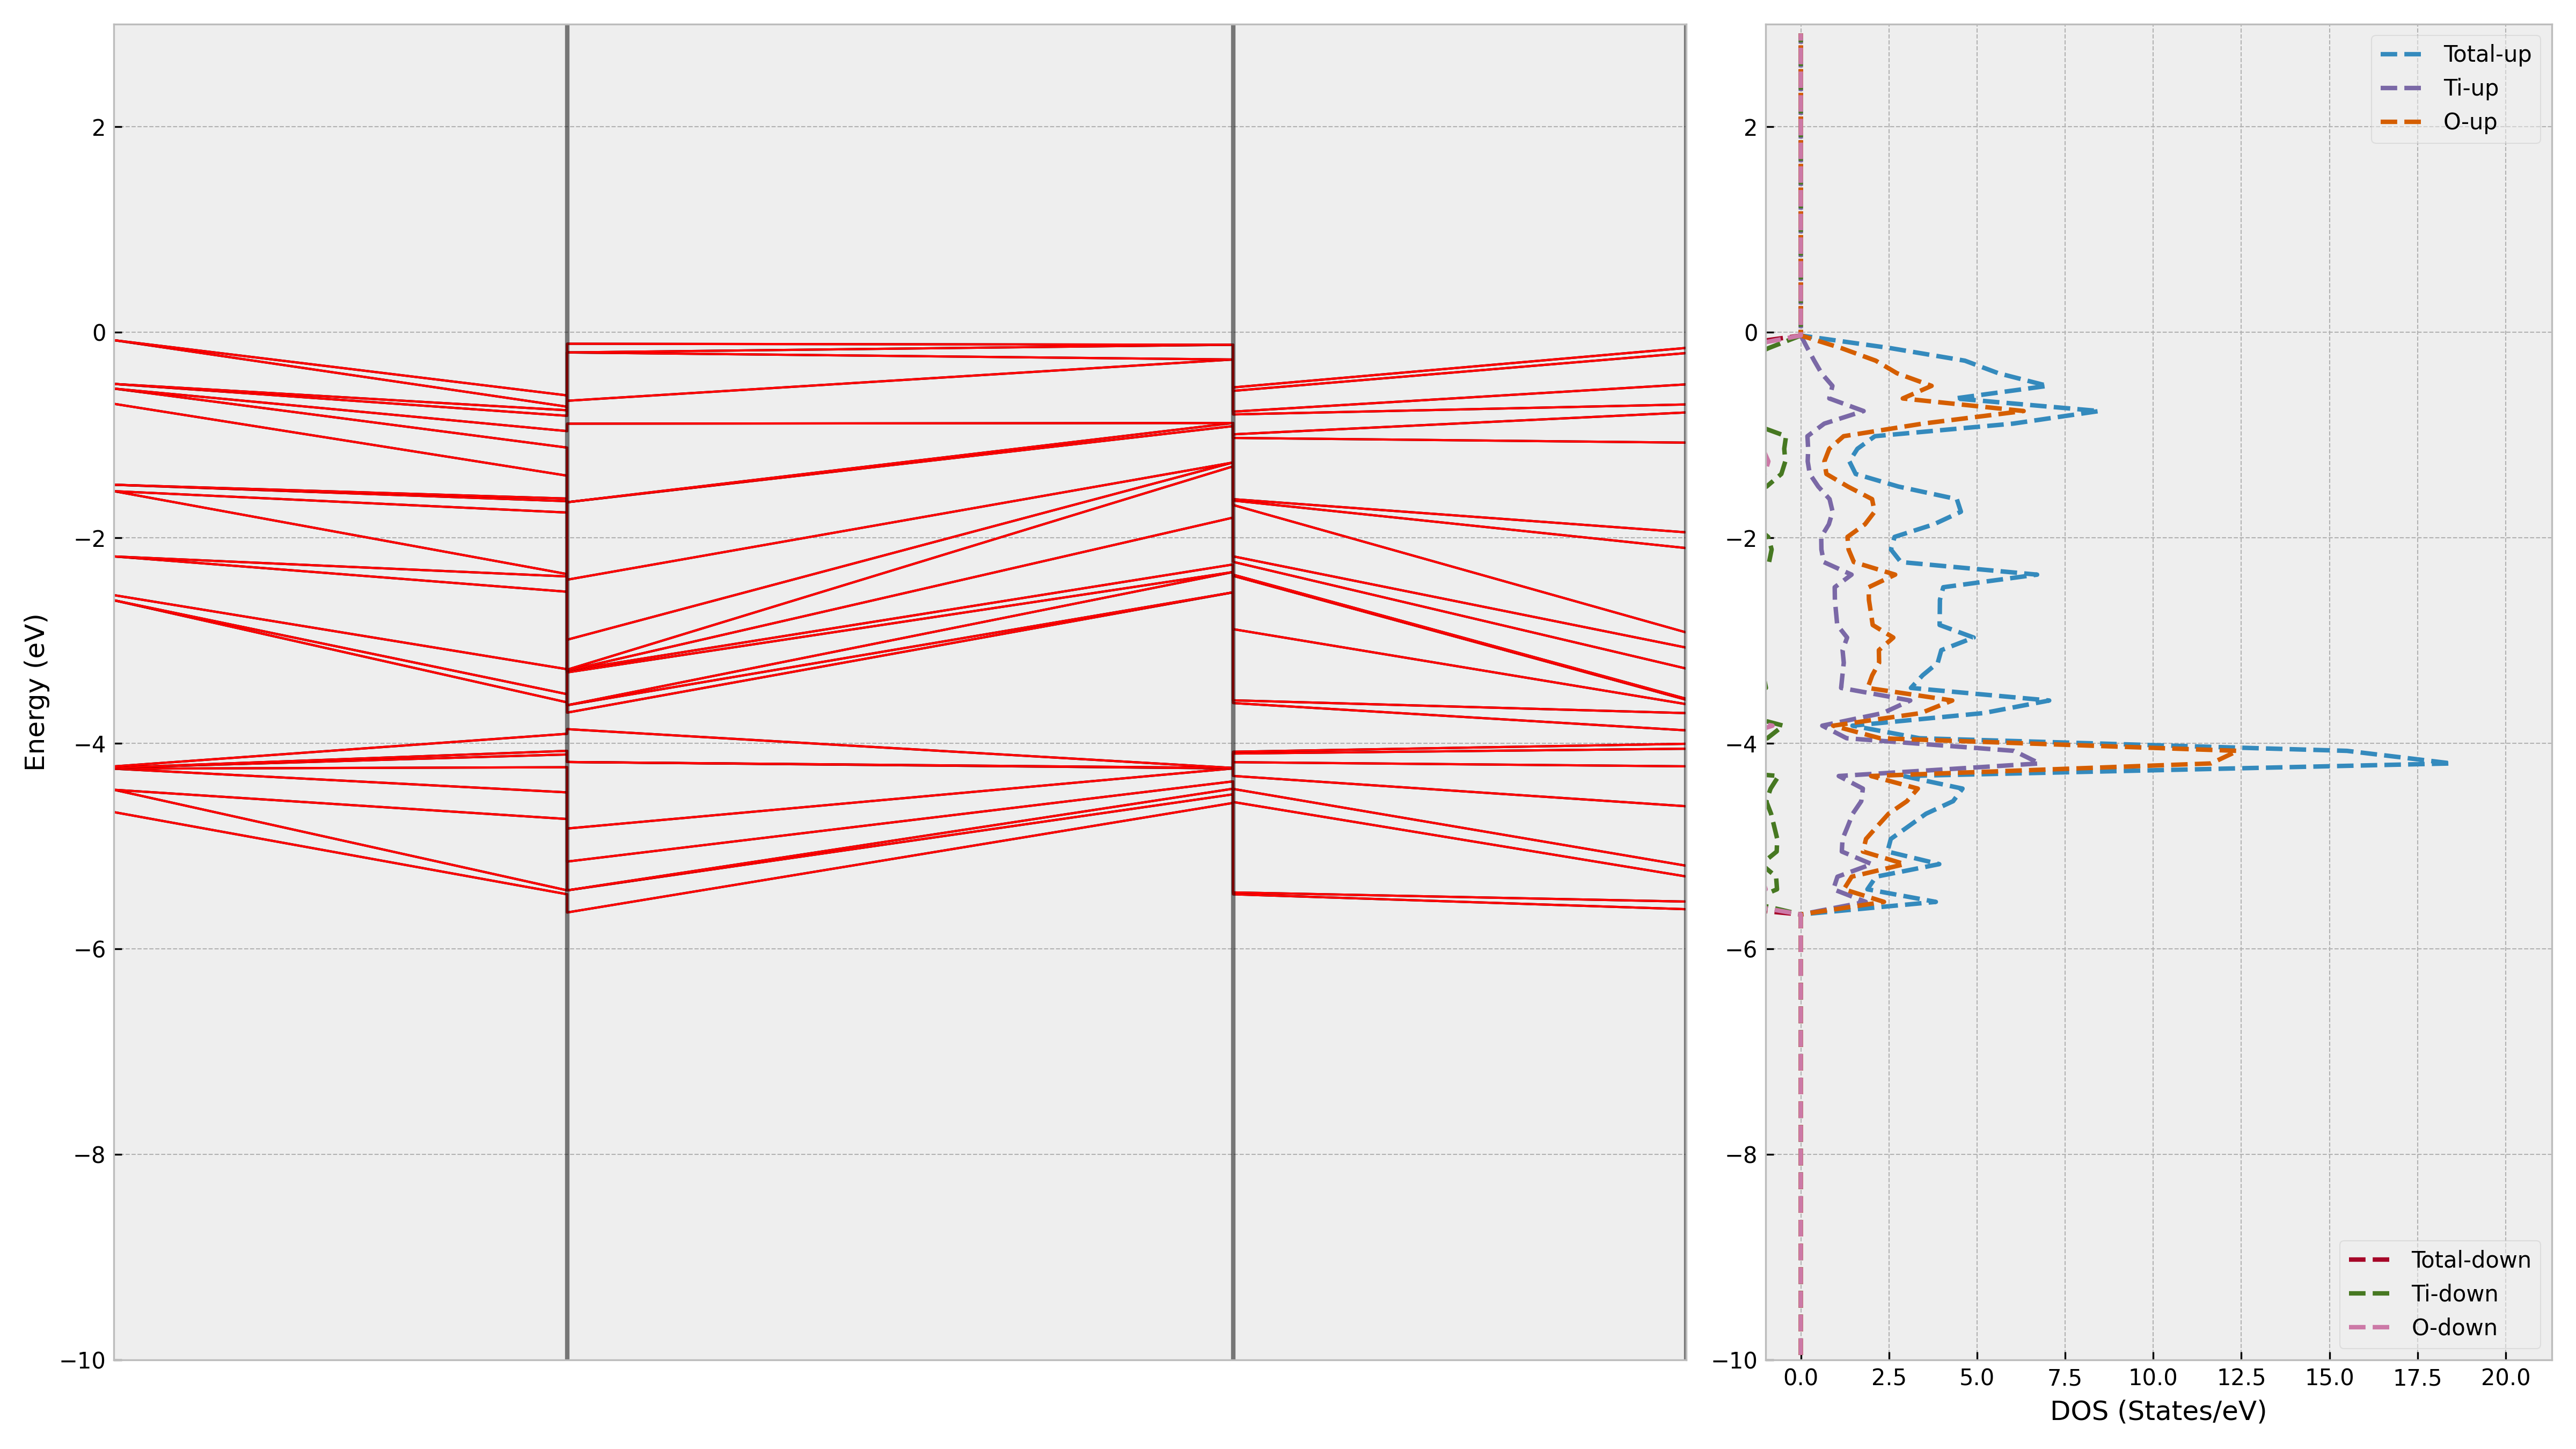 Energy (eV)
2
0
−2
−4
−6
−8
−10
2
0
−2
−4
−6
−8
−10
Total-up
Ti-up
O-up
Total-down
Ti-down
O-down
0.0 2.5 5.0 7.5 10.0 12.5 15.0 17.5 20.0
DOS (States/eV)